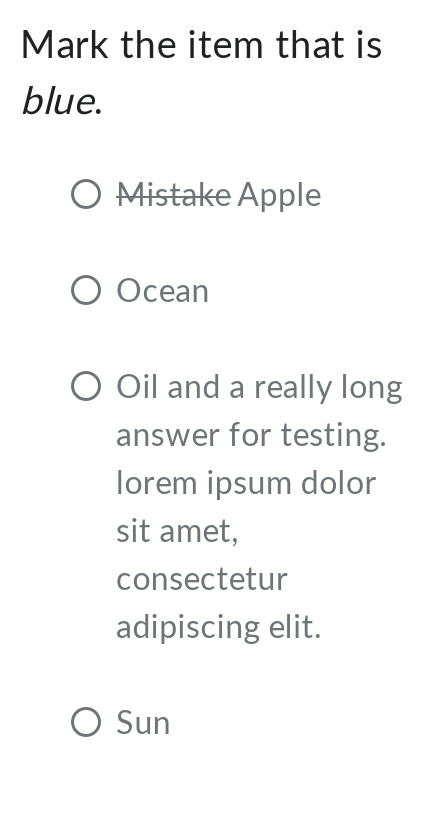 Mark the item that is
blue.
Mistake Apple
Ocean
Oil and a really long
answer for testing.
lorem ipsum dolor
sit amet,
consectetur
adipiscing elit.
Sun